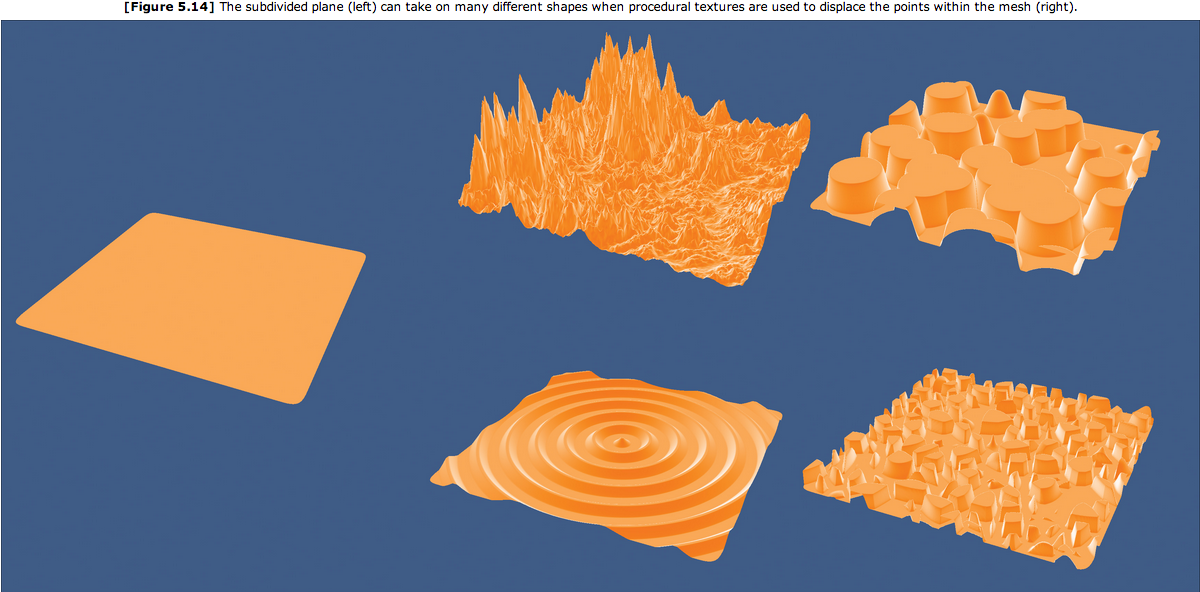 [Figure 5.14] The subdivided plane (left) can take on many different shapes when procedural textures are used to displace the points within the mesh (right).